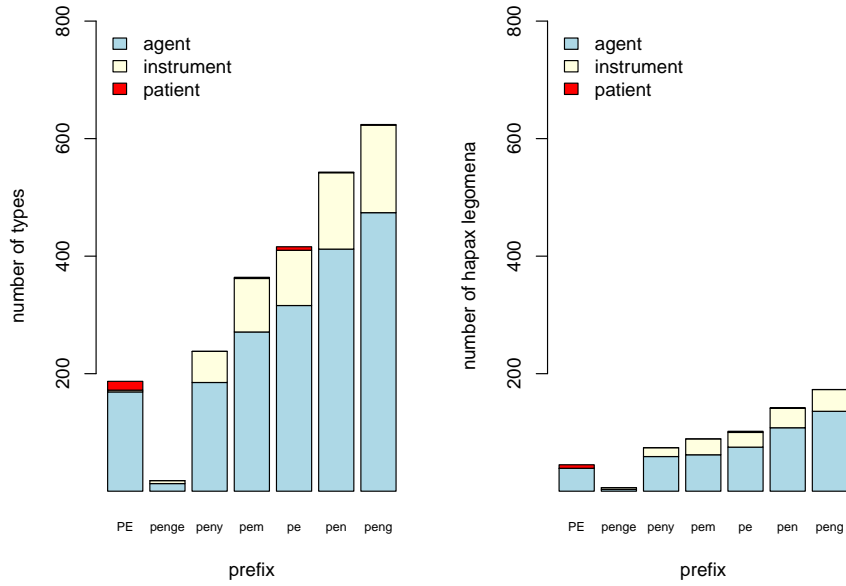 number of types
800
600
400
200
agent
instrument
patient
PE penge peny pem pe pen peng
prefix
number of hapax legomena
800
600
400
200
agent
instrument
patient
PE penge peny pem pe pen peng
prefix